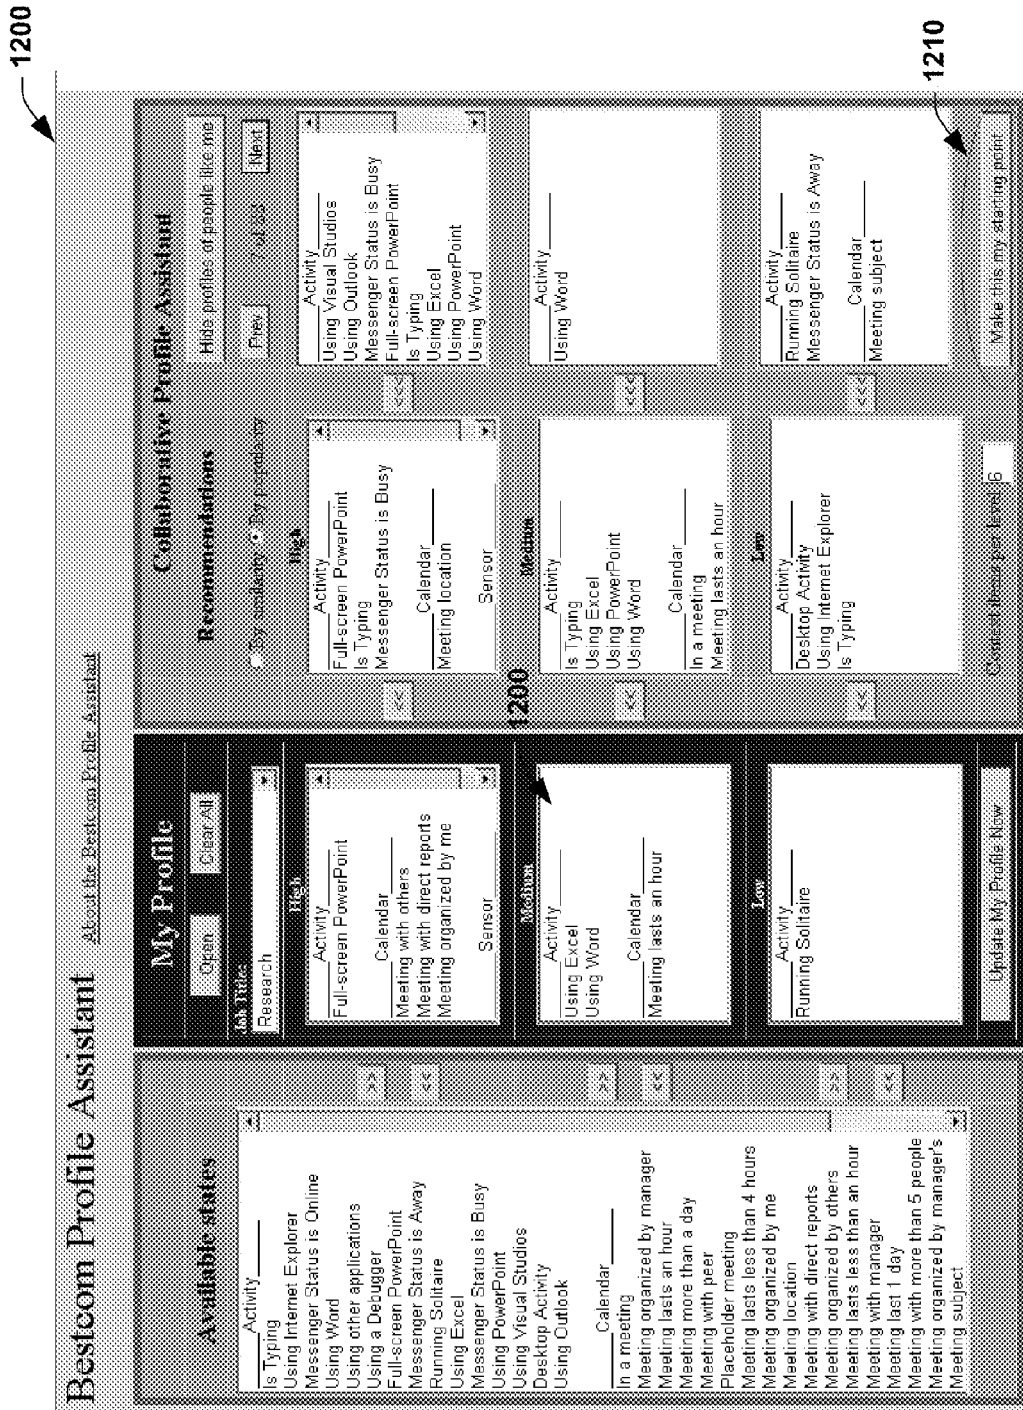 1200
Bestcom Profile Assistant
About the Bestcom Profile Assistant
Available status
Activity
Is Typing
Using Internet Explorer
Messenger Status is Online
Using Word
Using other applications
Using a Debugger
Full-screen PowerPoint
Messenger Status is Away
Running Solitaire
Using Excel
Messenger Status is Busy
Using PowerPoint
Using Visual Studios
Desktop Activity
Using Outlook
Calendar
In a meeting
Meeting organized by manager
Meeting lasts an hour
Meeting more than a day
Meeting with peer
Placeholder meeting
Meeting lasts less than 4 hours
Meeting organized by me
Meeting location
Meeting with direct reports
Meeting organized by others
Meeting lasts less than an hour
Meeting with manager
Meeting last 1 day
Meeting with more than 5 people
Meeting organized by manager's
Meeting subject
>>
<<
>>
<<
>>
<<
My Profile
Open
Clear All
Job Title:
Research
High
Activity
Full-screen PowerPoint
Calendar
Meeting with others
Meeting with direct reports
Meeting organized by me
Sensor
Medium
Activity
Using Excel
Using Word
Calendar
Meeting lasts an hour
Low
Activity
Running Solitaire
Update My Profile Now
1200
Collaborative Profile Assistant
Recommendations
Hide profiles of people like me
By similarity
By popularity
Prev
Next
High
<<
Activity
Full-screen PowerPoint
Is Typing
Messenger Status is Busy
Calendar
Meeting location
Sensor
<<<
Activity
Using Visual Studios
Using Outlook
Messenger Status is Busy
Full-screen PowerPoint
Is Typing
Using Excel
Using PowerPoint
Using Word
Medium
<<
Activity
Is Typing
Using Excel
Using PowerPoint
Using Word
Calendar
In a meeting
Meeting lasts an hour
<<<
Activity
Using Word
Low
<<
Activity
Desktop Activity
Using Internet Explorer
Is Typing
<<<
Activity
Running Solitaire
Messenger Status is Away
Calendar
Meeting subject
items per level: 6
Make this my starting point
1210